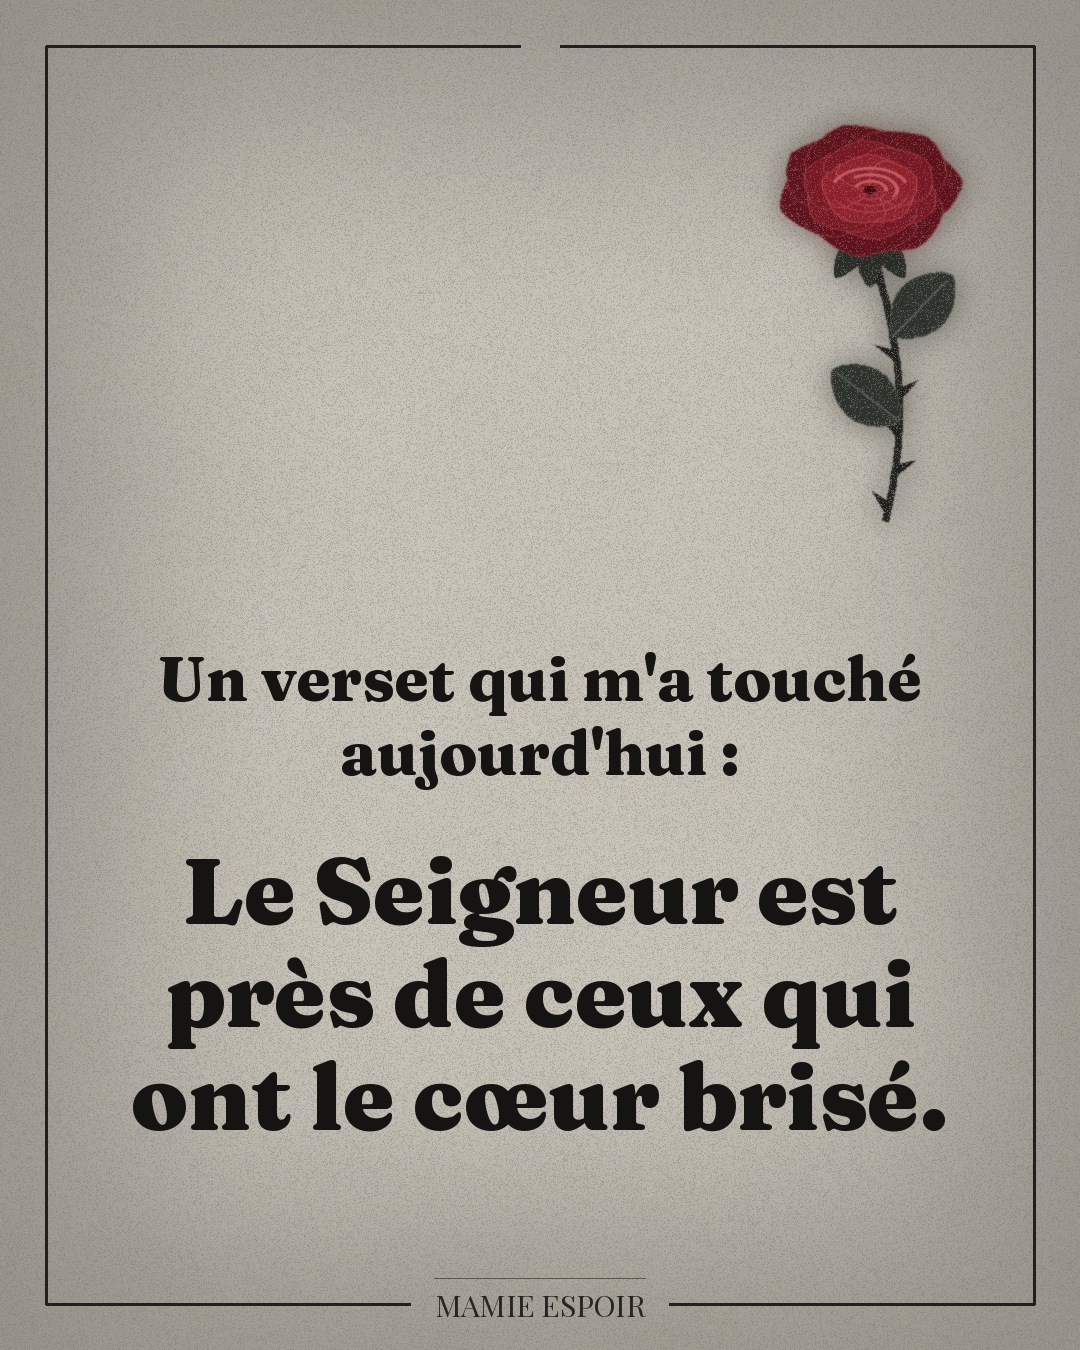 Un verset qui m'a touché
aujourd'hui :
Le Seigneur est
près de ceux qui
ont le cœur brisé.
MAMIE ESPOIR